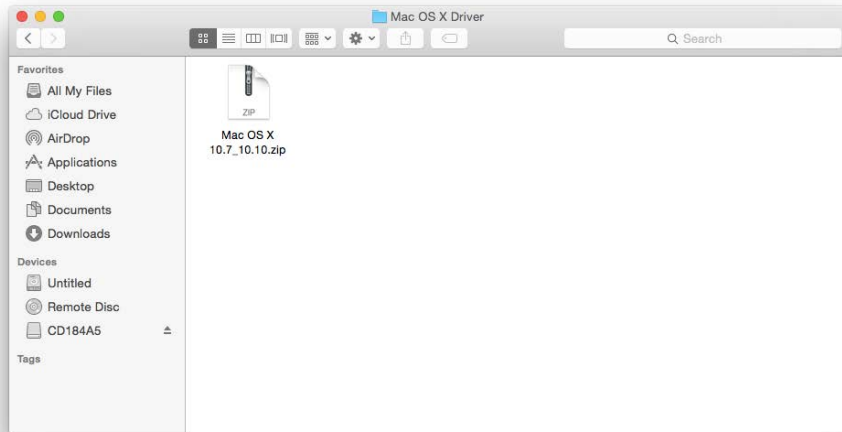 Mac OS X Driver
Search
Favorites
All My Files
iCloud Drive
AirDrop
Applications
Desktop
Documents
Downloads
Devices
Untitled
Remote Disc
CD184A5
Tags
ZIP
Mac OS X
10.7_10.10.zip